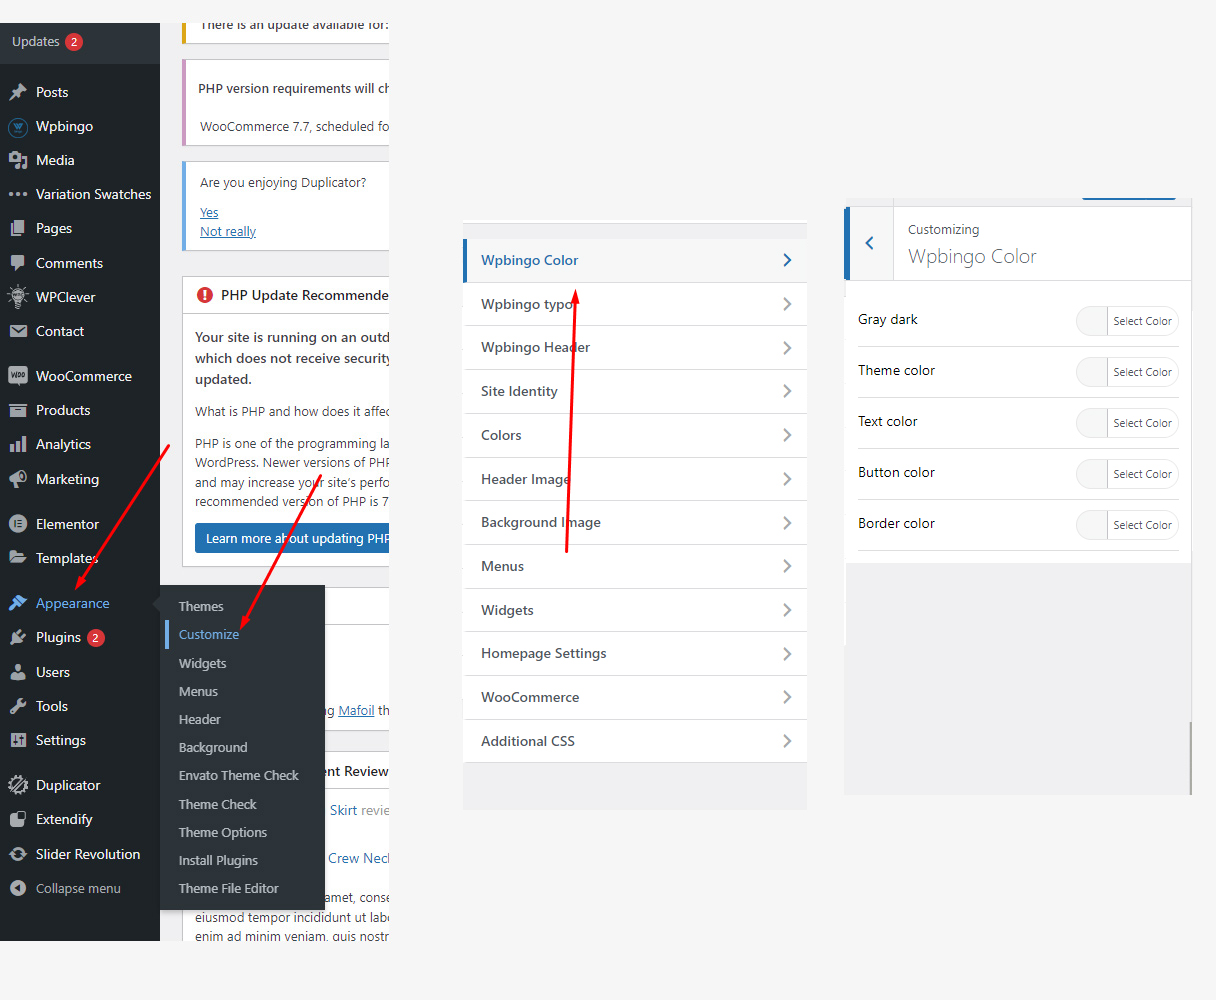 Updates 2
Posts
Wpbingo
Media
Variation Swatches
Pages
Comments
WPClever
Contact
WooCommerce
Products
Analytics
Marketing
Elementor
Templates
Appearance
Plugins 2
Users
Tools
Settings
Duplicator
Extendify
Slider Revolution
Collapse menu
Themes
Customize
Widgets
Menus
Header
Background
Envato Theme Check
Theme Check
Theme Options
Install Plugins
Theme File Editor
There is an update available for:
PHP version requirements will ch
WooCommerce 7.7, scheduled fo
Are you enjoying Duplicator?
Yes
Not really
PHP Update Recommende
Your site is running on an outd
which does not receive security
updated.
What is PHP and how does it affec
PHP is one of the programming la
WordPress. Newer versions of PHP
and may increase your site's perfo
recommended version of PHP is 7
Learn more about updating PHP
ng Mafoil th
ent Review
Skirt revie
Crew Neck
amet, conse
eiusmod tempor incididunt ut labo
enim ad minim veniam, quis nostr
Wpbingo Color
Wpbingo typo
Wpbingo Header
Site Identity
Colors
Header Image
Background Image
Menus
Widgets
Homepage Settings
WooCommerce
Additional CSS
Customizing
Wpbingo Color
Gray dark Select Color
Theme color Select Color
Text color Select Color
Button color Select Color
Border color Select Color